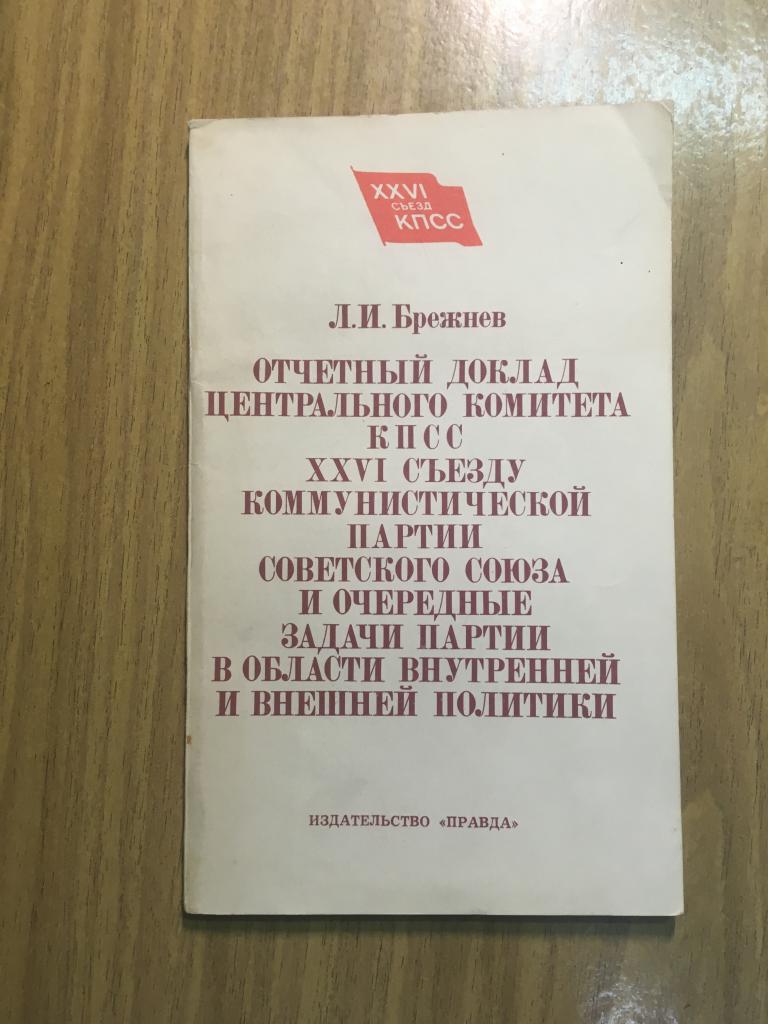 XXVI
СЪЕЗД
КПСС
Л.И. Брежнев
ОТЧЕТНЫЙ ДОКЛАД
ЦЕНТРАЛЬНОГО КОМИТЕТА
КПСС
XXVI СЪЕЗДУ
КОММУНИСТИЧЕСКОЙ
ПАРТИИ
СОВЕТСКОГО СОЮЗА
И ОЧЕРЕДНЫЕ
ЗАДАЧИ ПАРТИИ
В ОБЛАСТИ ВНУТРЕННЕЙ
И ВНЕШНЕЙ ПОЛИТИКИ
ИЗДАТЕЛЬСТВО «ПРАВДА»